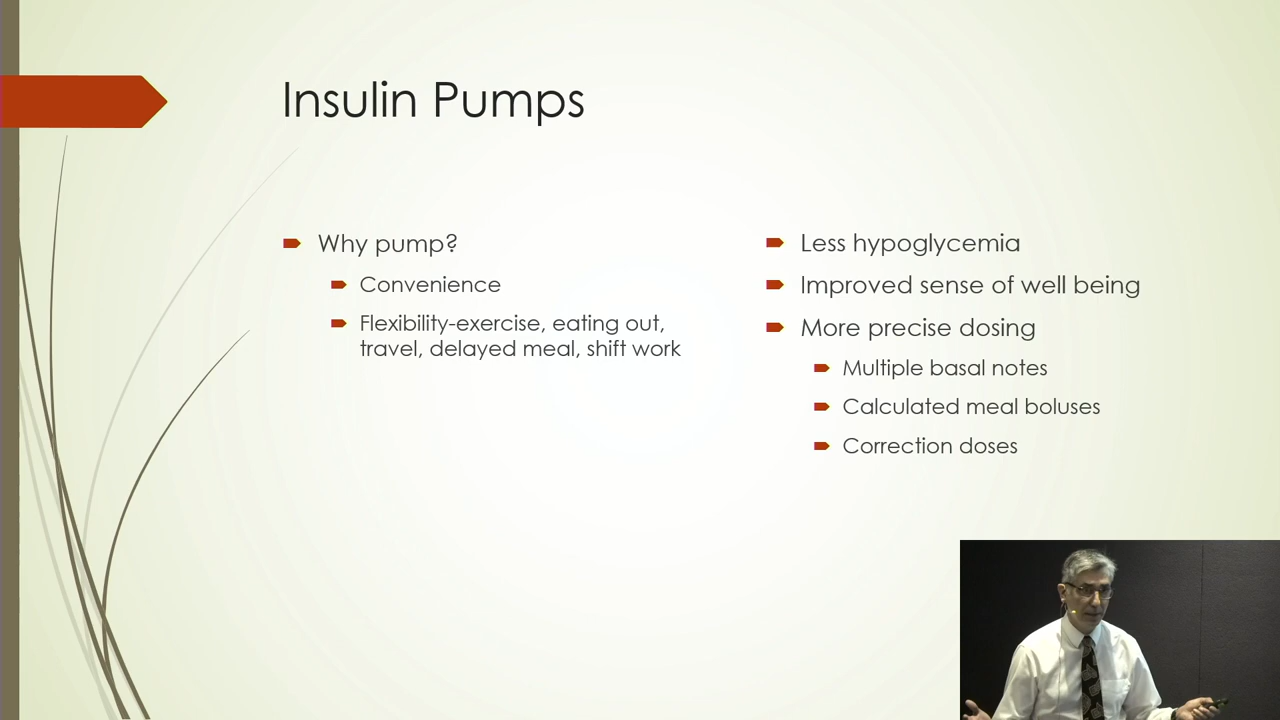 Insulin Pumps
Why pump?
Convenience
Flexibility-exercise, eating out,
travel, delayed meal, shift work
Less hypoglycemia
Improved sense of well being
More precise dosing
Multiple basal notes
Calculated meal boluses
Correction doses